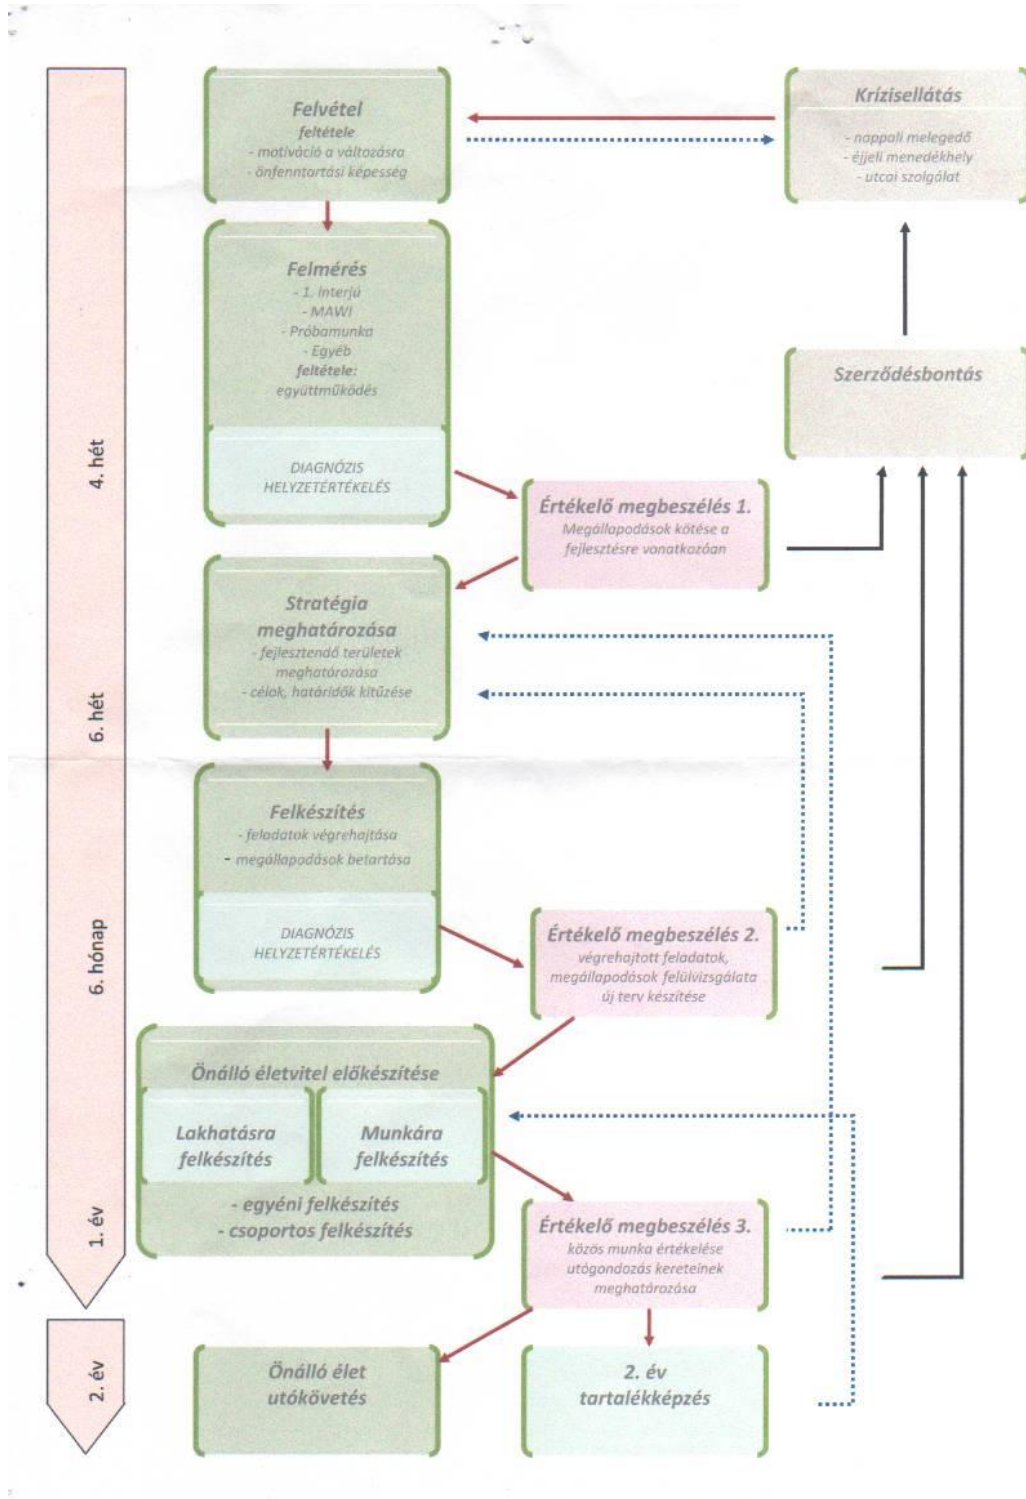 Felvétel
feltétele
- motiváció a változásra
- önfenntartási képesség
Krízisellátás
- nappali melegedő
- éjjeli menedékhely
- utcai szolgálat
Felmérés
- 1. interjú
- MAWI
- Próbamunka
- Egyéb
feltétele:
együttműködés
DIAGNÓZIS
HELYZETÉRTÉKELÉS
Szerződésbontás
4. hét
Értékelő megbeszélés 1.
Megállapodások kötése a
fejlesztésre vonatkozóan
Stratégia
meghatározása
- fejlesztendő területek
meghatározása
- célok, határidők kitűzése
6. hét
Felkészítés
- feladatok végrehajtása
- megállapodások betartása
DIAGNÓZIS
HELYZETÉRTÉKELÉS
6. hónap
Értékelő megbeszélés 2.
végrehajtott feladatok,
megállapodások felülvizsgálata
új terv készítése
Önálló életvitel előkészítése
Lakhatásra
felkészítés
Munkára
felkészítés
- egyéni felkészítés
- csoportos felkészítés
1. év
Értékelő megbeszélés 3.
közös munka értékelése
utógondozás kereteinek
meghatározása
2. év
Önálló élet
utókövetés
2. év
tartalékképzés